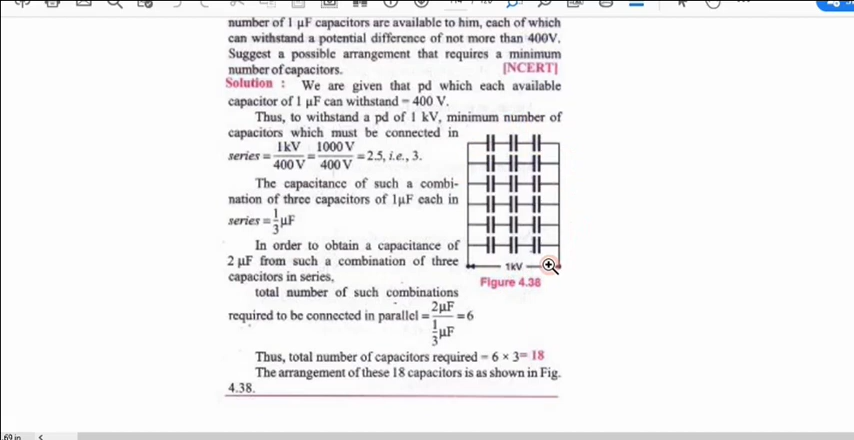 number of 1 μF capacitors are available to him, each of which
can withstand a potential difference of not more than 400V.
Suggest a possible arrangement that requires a minimum
number of capacitors. [NCERT]
Solution : We are given that pd which each available
capacitor of 1 μF can withstand = 400 V.
Thus, to withstand a pd of 1 kV, minimum number of
capacitors which must be connected in
series = 1kV / 400 V = 1000 V / 400 V = 2.5, i.e., 3.
The capacitance of such a combi-
nation of three capacitors of 1μF each in
series = 1/3 μF
In order to obtain a capacitance of
2 μF from such a combination of three
capacitors in series,
total number of such combinations
required to be connected in parallel = 2μF / 1/3 μF = 6
1kV
Figure 4.38
Thus, total number of capacitors required = 6 × 3= 18
The arrangement of these 18 capacitors is as shown in Fig.
4.38.
.69 in